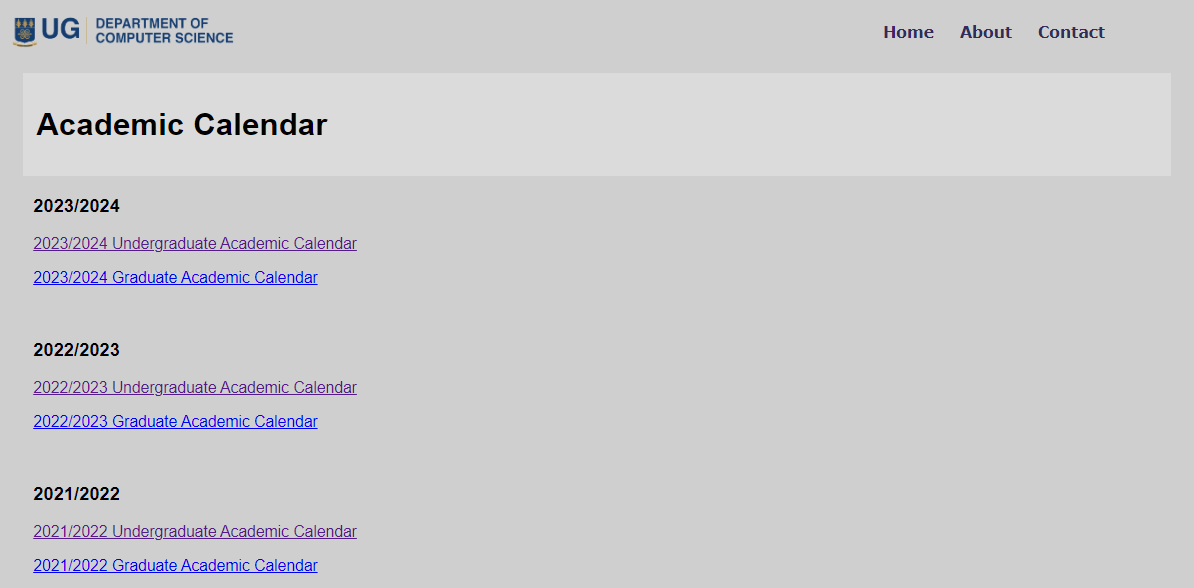 UG DEPARTMENT OF
COMPUTER SCIENCE
Home About Contact
Academic Calendar
2023/2024
2023/2024 Undergraduate Academic Calendar
2023/2024 Graduate Academic Calendar
2022/2023
2022/2023 Undergraduate Academic Calendar
2022/2023 Graduate Academic Calendar
2021/2022
2021/2022 Undergraduate Academic Calendar
2021/2022 Graduate Academic Calendar